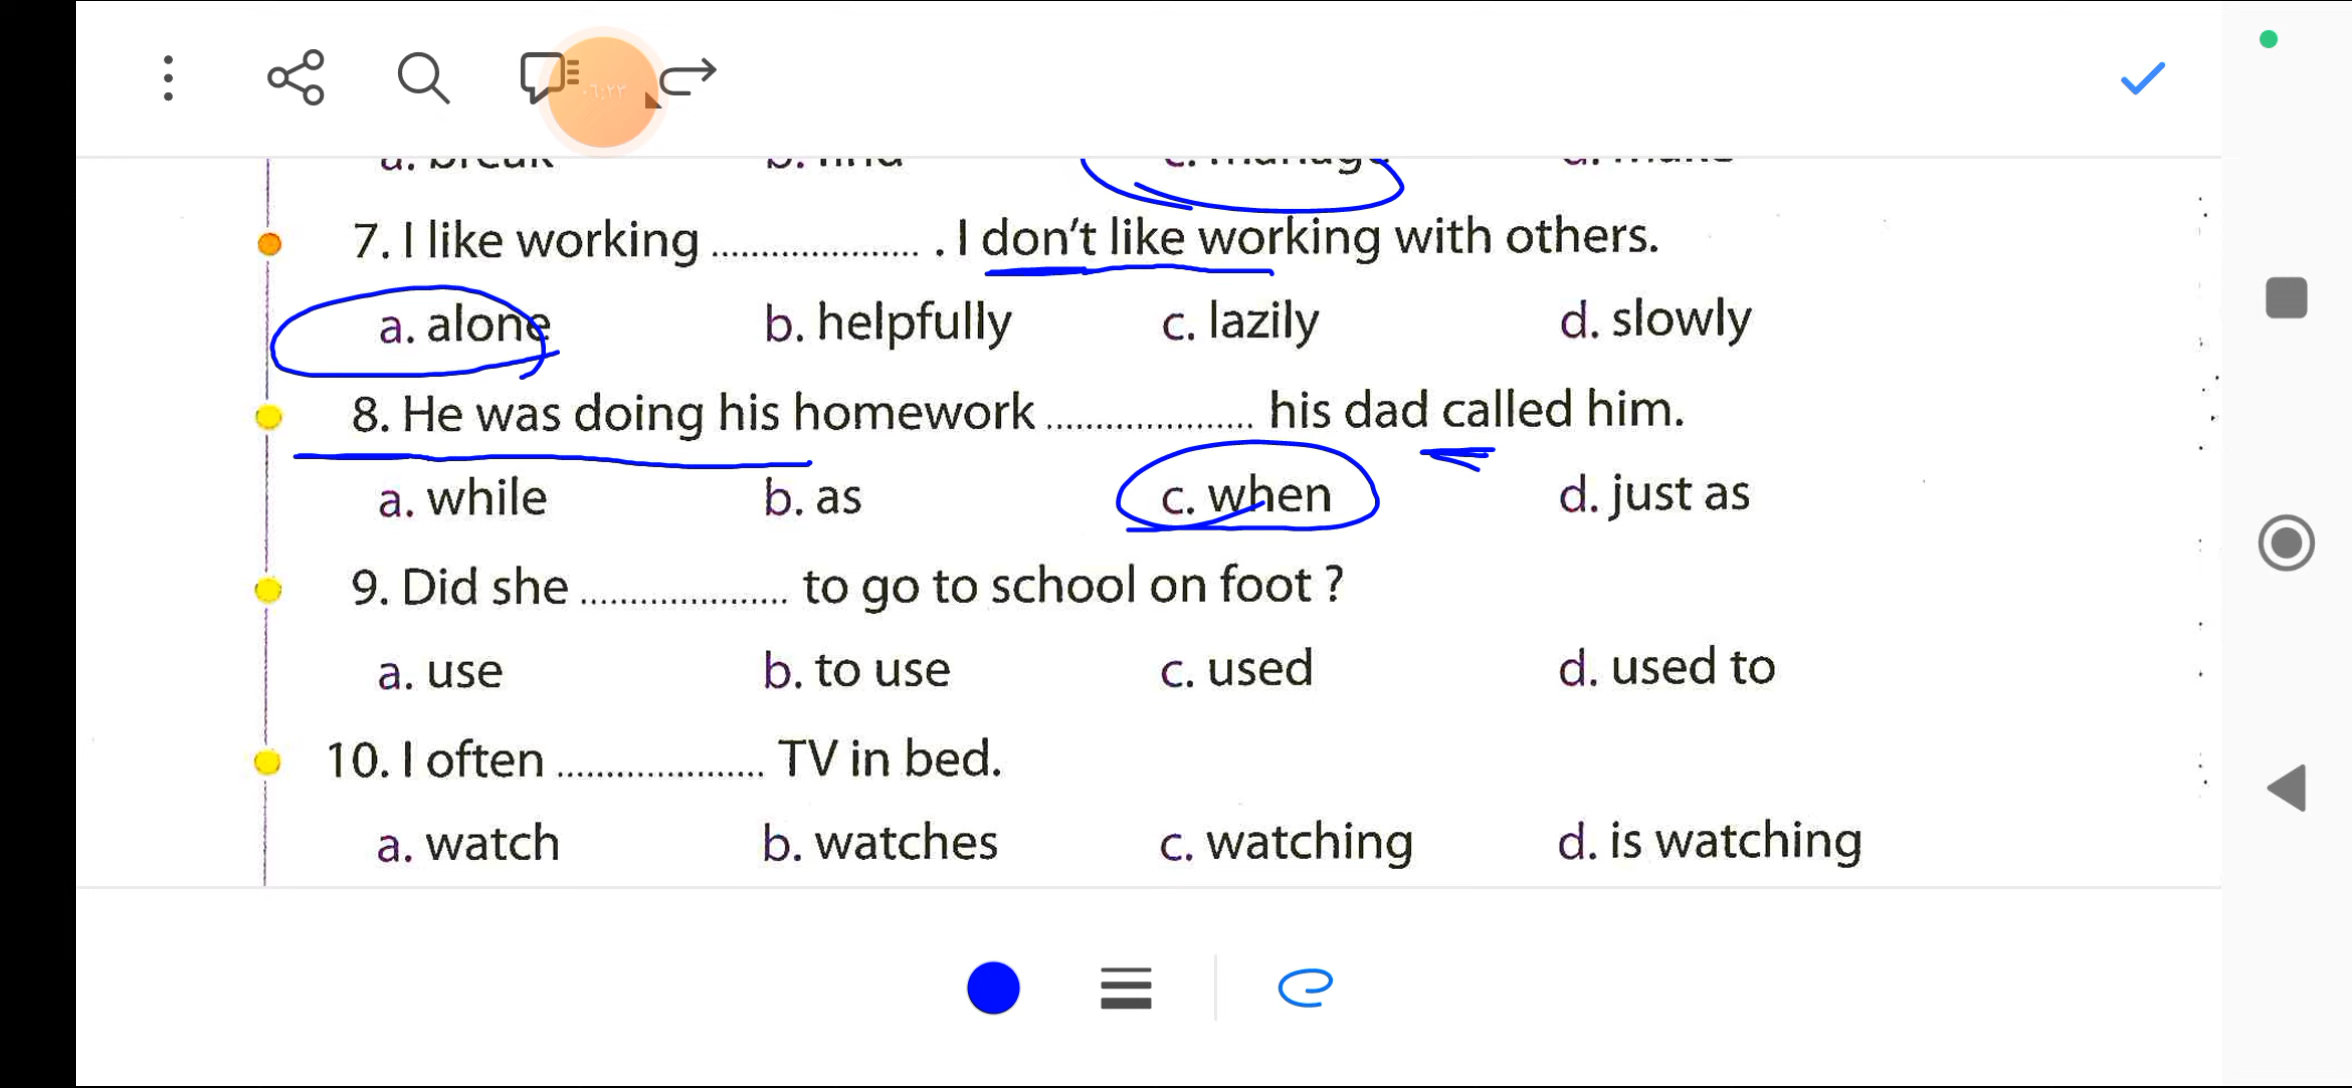 7. I like working ..................... . I don't like working with others.
a. alone b. helpfully c. lazily d. slowly
8. He was doing his homework ..................... his dad called him.
a. while b. as c. when d. just as
9. Did she ..................... to go to school on foot ?
a. use b. to use c. used d. used to
10. I often ..................... TV in bed.
a. watch b. watches c. watching d. is watching